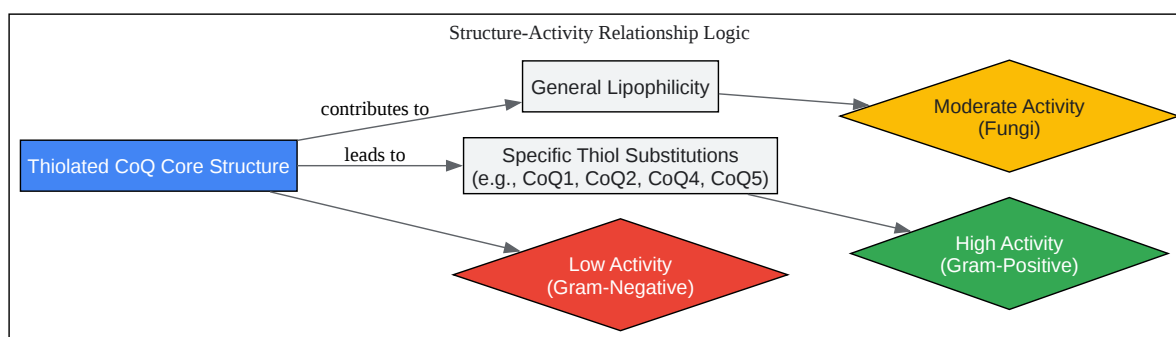 Structure-Activity Relationship Logic
General Lipophilicity
Moderate Activity
(Fungi)
contributes to
Thiolated CoQ Core Structure
leads to
Specific Thiol Substitutions
(e.g., CoQ1, CoQ2, CoQ4, CoQ5)
High Activity
(Gram-Positive)
Low Activity
(Gram-Negative)